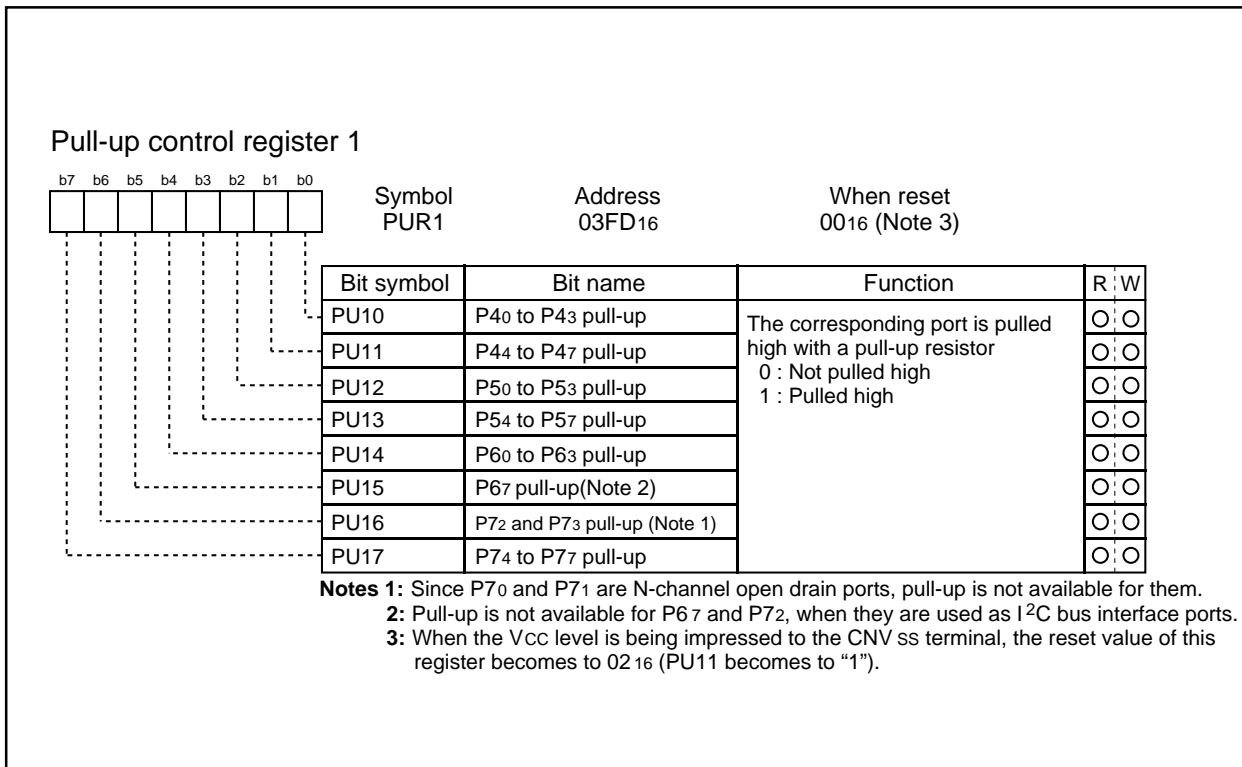 Pull-up control register 1
b7 b6 b5 b4 b3 b2 b1 b0
Symbol Address When reset
PUR1 03FD16 0016 (Note 3)
Bit symbol Bit name Function R W
PU10 P40 to P43 pull-up The corresponding port is pulled
PU11 P44 to P47 pull-up high with a pull-up resistor
0 : Not pulled high
PU12 P50 to P53 pull-up 1 : Pulled high
PU13 P54 to P57 pull-up
PU14 P60 to P63 pull-up
PU15 P67 pull-up(Note 2)
PU16 P72 and P73 pull-up (Note 1)
PU17 P74 to P77 pull-up
Notes 1: Since P70 and P71 are N-channel open drain ports, pull-up is not available for them.
2: Pull-up is not available for P67 and P72, when they are used as I2C bus interface ports.
3: When the VCC level is being impressed to the CNVSS terminal, the reset value of this
register becomes to 0216 (PU11 becomes to “1”).